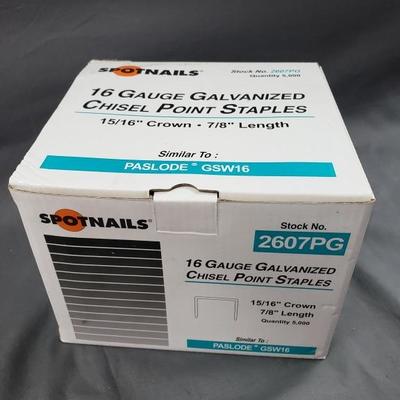 SPOTNAILS®
Stock No. 2607PG
Quantity 5,000
16 GAUGE GALVANIZED
CHISEL POINT STAPLES
15/16" Crown • 7/8" Length
Similar To :
PASLODE® GSW16
SPOTNAILS®
Stock No.
2607PG
16 GAUGE GALVANIZED
CHISEL POINT STAPLES
15/16" Crown
7/8" Length
Quantity 5,000
Similar To :
PASLODE® GSW16